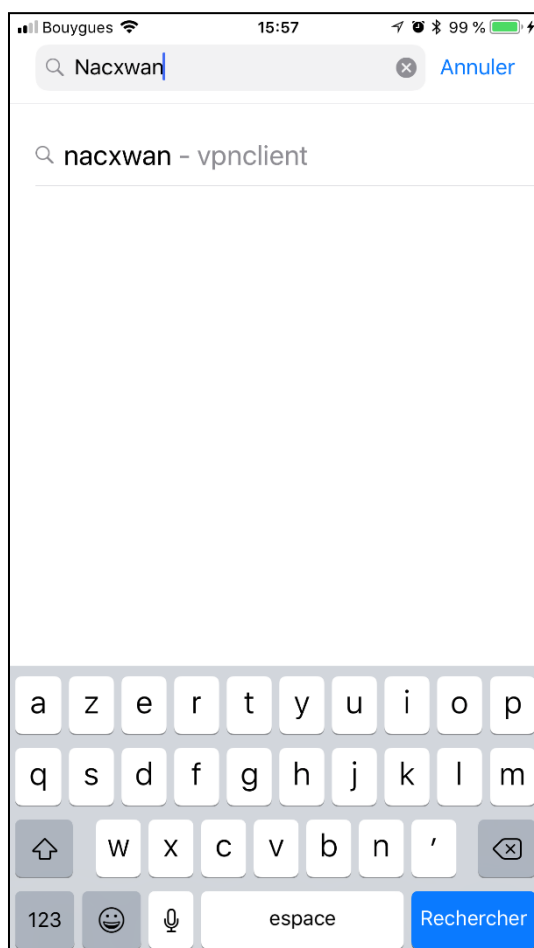 Bouygues 15:57 99 %
Nacxwan Annuler
nacxwan - vpnclient
a z e r t y u i o p
q s d f g h j k l m
w x c v b n ’
123 espace Rechercher